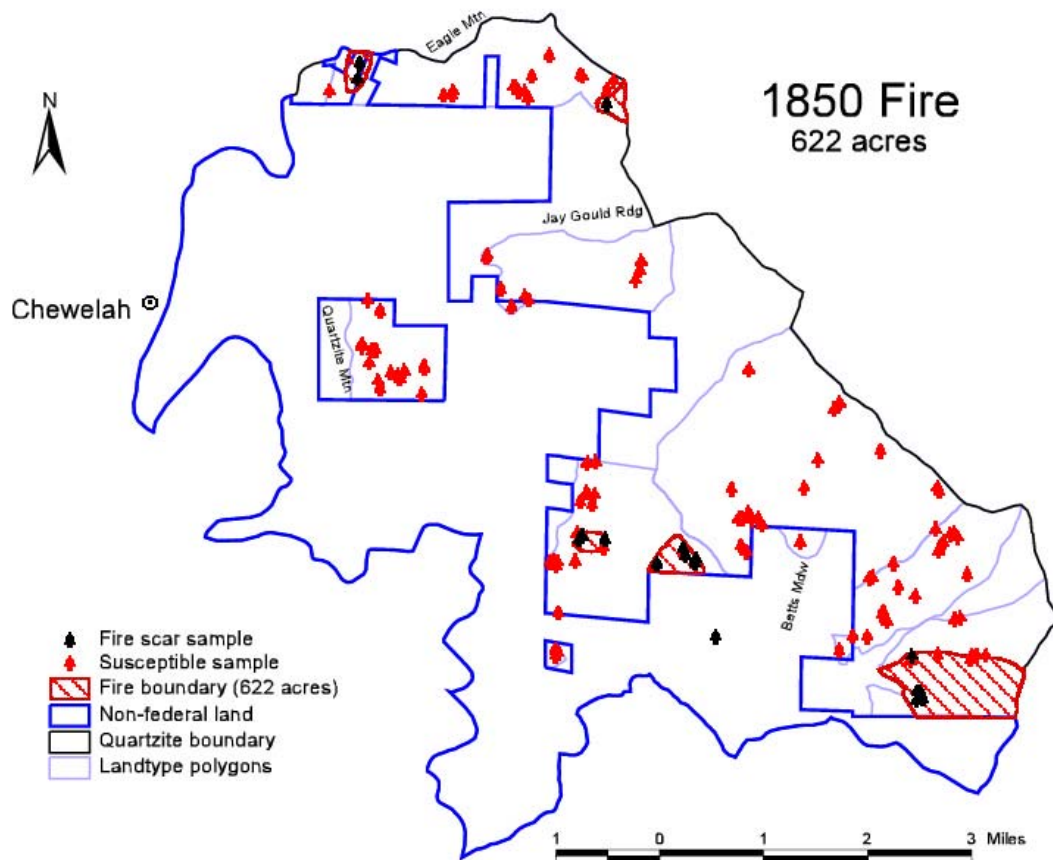 Eagle Mtn
1850 Fire
622 acres
N
Jay Gould Rdg
Chewelah
Quartzite Mtn
Betts Mdw
Fire scar sample
Susceptible sample
Fire boundary (622 acres)
Non-federal land
Quartzite boundary
Landtype polygons
1 0 1 2 3 Miles